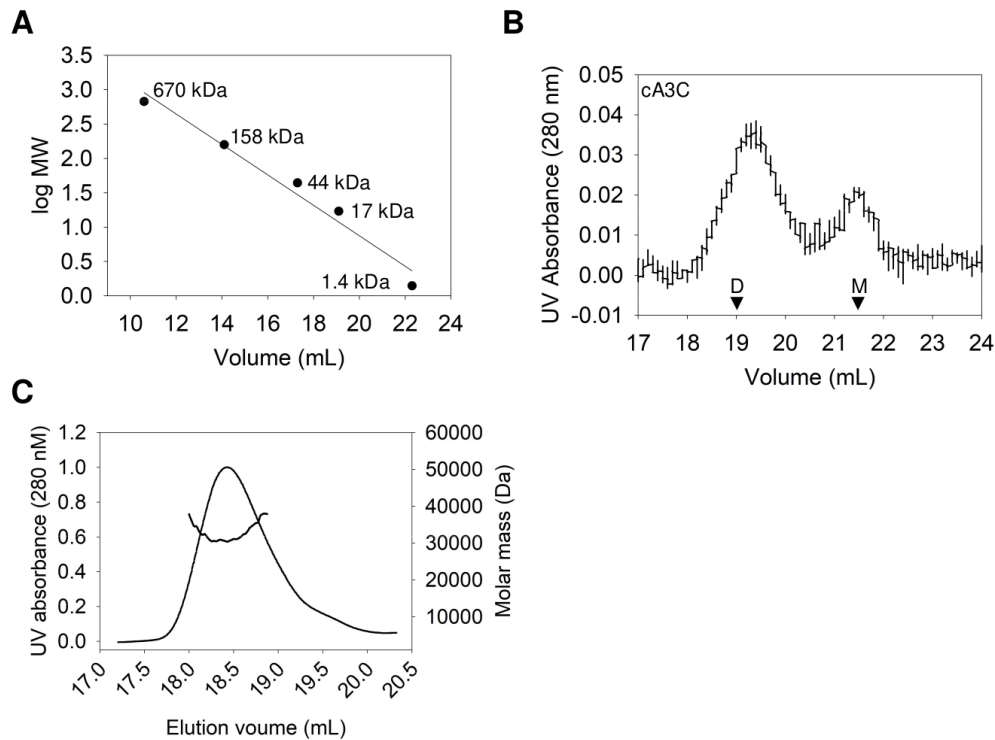 A
3.5
3.0
2.5
2.0
1.5
1.0
0.5
0.0
log MW
670 kDa
158 kDa
44 kDa
17 kDa
1.4 kDa
10 12 14 16 18 20 22 24
Volume (mL)
B
0.05
0.04
0.03
0.02
0.01
0.00
-0.01
UV Absorbance (280 nm)
cA3C
D M
17 18 19 20 21 22 23 24
Volume (mL)
C
1.2
1.0
0.8
0.6
0.4
0.2
0.0
UV absorbance (280 nM)
60000
50000
40000
30000
20000
10000
Molar mass (Da)
17.0 17.5 18.0 18.5 19.0 19.5 20.0 20.5
Elution voume (mL)